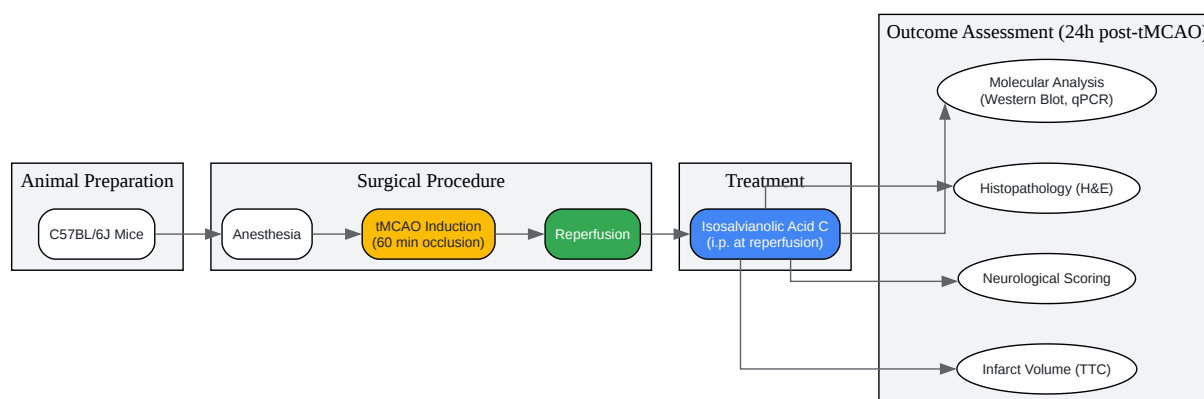 Outcome Assessment (24h post-tMCAO)
Molecular Analysis
(Western Blot, qPCR)
Animal Preparation
Surgical Procedure
Treatment
Histopathology (H&E)
C57BL/6J Mice
Anesthesia
tMCAO Induction
(60 min occlusion)
Reperfusion
Isosalvianolic Acid C
(i.p. at reperfusion)
Neurological Scoring
Infarct Volume (TTC)